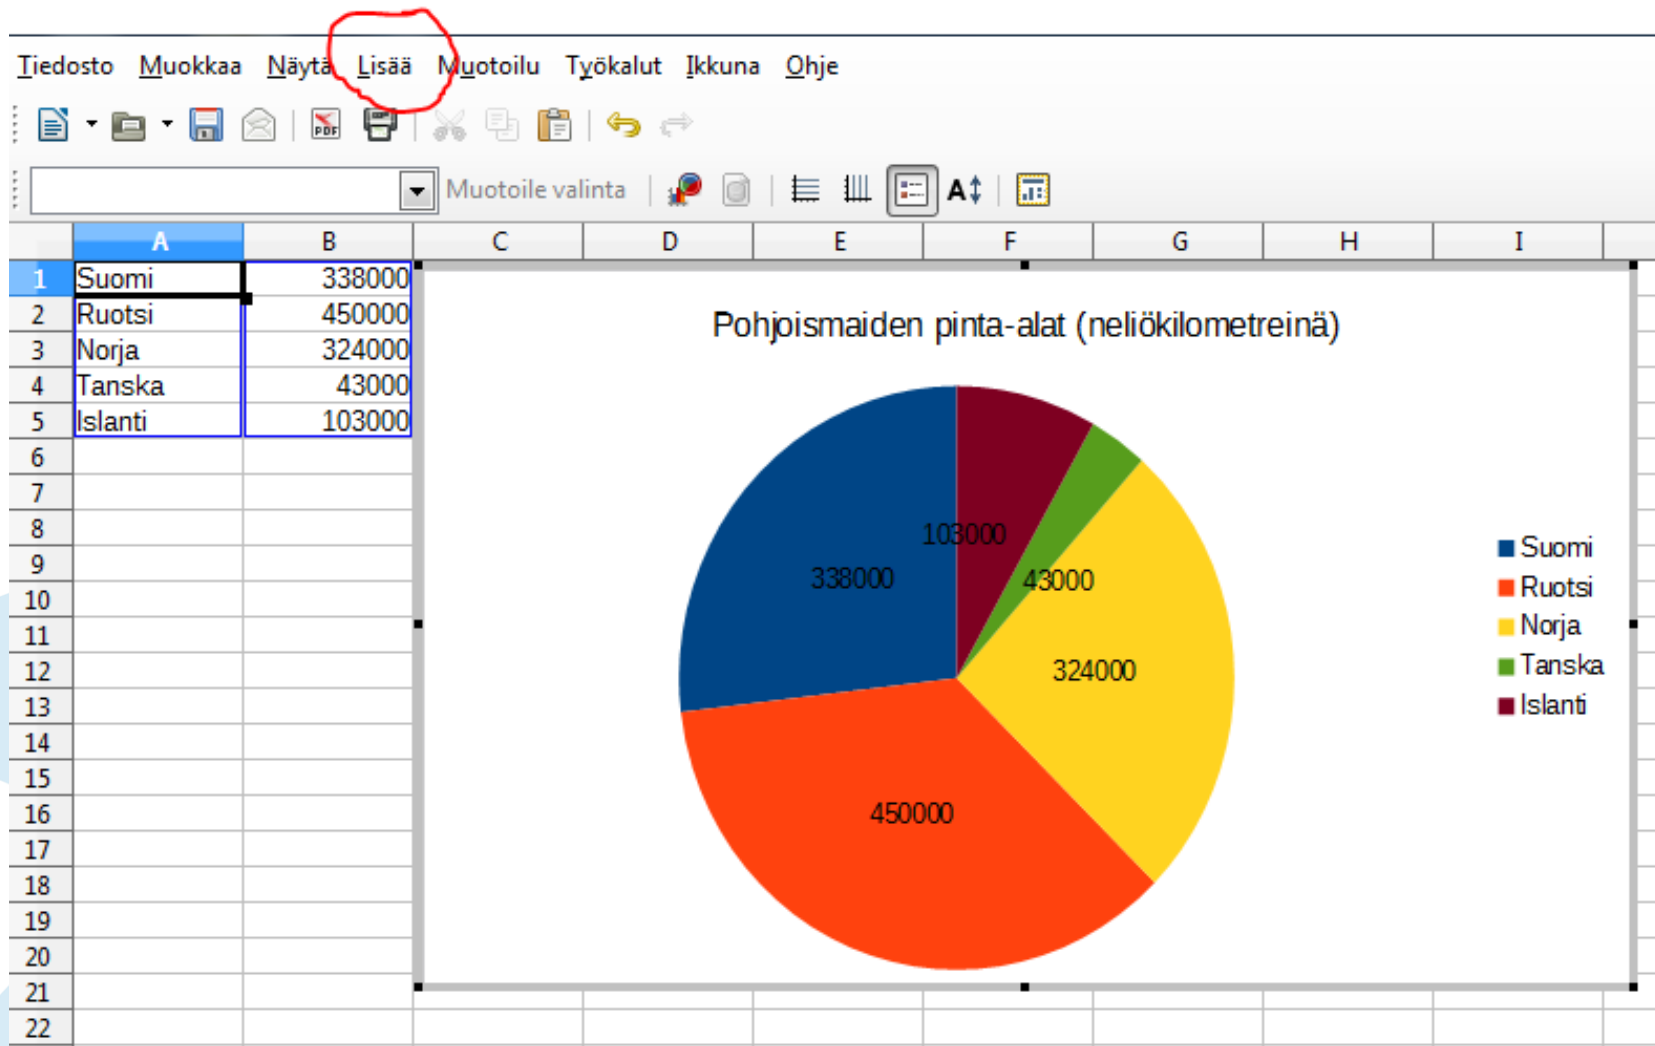 Tiedosto Muokkaa Näytä Lisää Muotoilu Työkalut Ikkuna Ohje
PDF
Muotoile valinta A
A B C D E F G H I
1 Suomi 338000
2 Ruotsi 450000
3 Norja 324000
4 Tanska 43000
5 Islanti 103000
6
7
8
9
10
11
12
13
14
15
16
17
18
19
20
21
22
Pohjoismaiden pinta-alat (neliökilometreinä)
103000
338000
43000
324000
450000
Suomi
Ruotsi
Norja
Tanska
Islanti